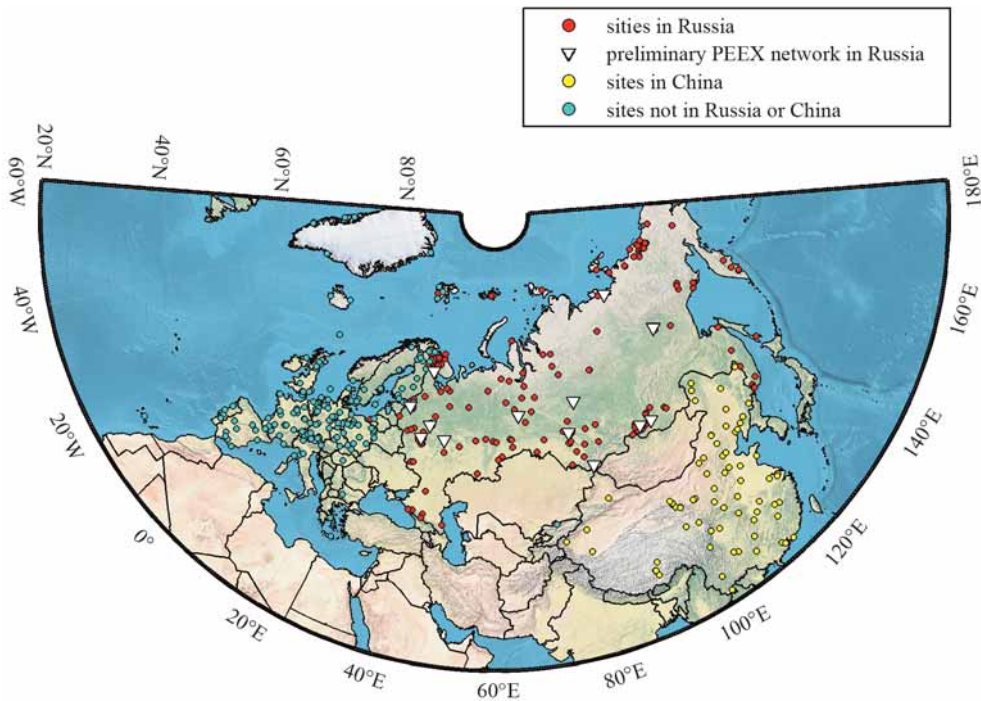 sities in Russia
preliminary PEEX network in Russia
sites in China
sites not in Russia or China
20°N
40°N
60°N
80°N
60°W
180°E
40°W
160°E
20°W
140°E
0°
120°E
20°E
100°E
40°E
80°E
60°E